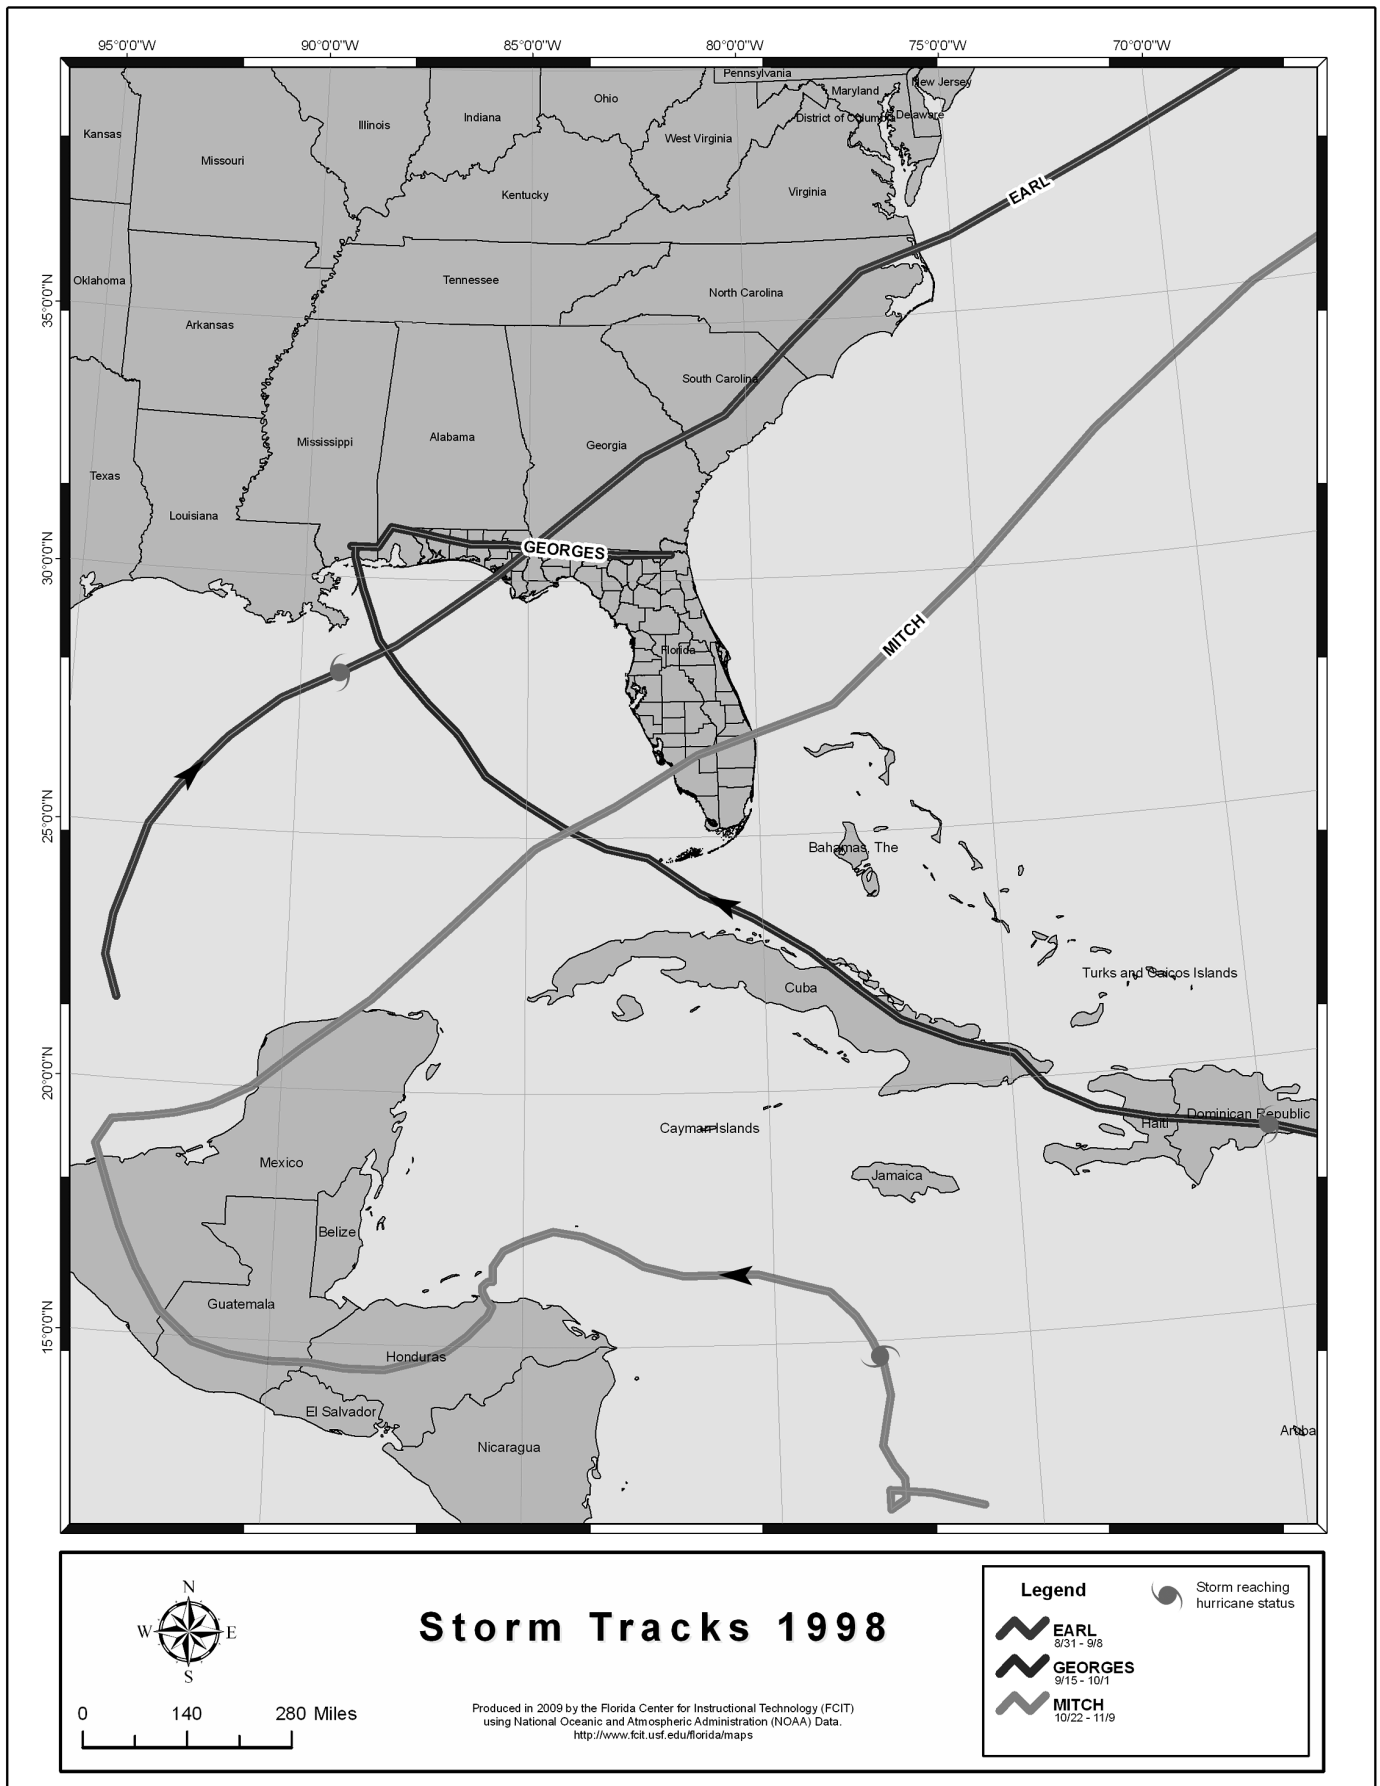 95°0'0"W 90°0'0"W 85°0'0"W 80°0'0"W 75°0'0"W 70°0'0"W
Pennsylvania
New Jersey
Maryland
Ohio
Delaware
District of Columbia
Indiana
Illinois
Kansas
West Virginia
Missouri
EARL
Virginia
Kentucky
35°0'0"N
Oklahoma
Tennessee
North Carolina
Arkansas
South Carolina
Alabama
Mississippi
Georgia
Texas
Louisiana
30°0'0"N
GEORGES
MITCH
Florida
25°0'0"N
Bahamas, The
Turks and Caicos Islands
Cuba
20°0'0"N
Dominican Republic
Haiti
Cayman Islands
Mexico
Jamaica
Belize
15°0'0"N
Guatemala
Honduras
El Salvador
Aruba
Nicaragua
N
W E
S
0 140 280 Miles
Storm Tracks 1998
Produced in 2009 by the Florida Center for Instructional Technology (FCIT)
using National Oceanic and Atmospheric Administration (NOAA) Data.
http://www.fcit.usf.edu/florida/maps
Legend
EARL
8/31 - 9/8
GEORGES
9/15 - 10/1
MITCH
10/22 - 11/9
Storm reaching
hurricane status